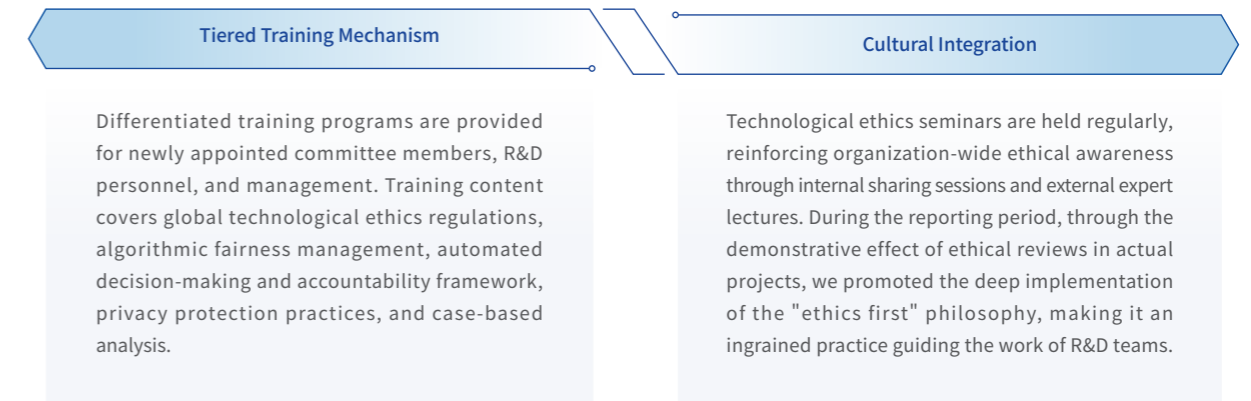 Tiered Training Mechanism
Differentiated training programs are provided
for newly appointed committee members, R&D
personnel, and management. Training content
covers global technological ethics regulations,
algorithmic fairness management, automated
decision-making and accountability framework,
privacy protection practices, and case-based
analysis.
Cultural Integration
Technological ethics seminars are held regularly,
reinforcing organization-wide ethical awareness
through internal sharing sessions and external expert
lectures. During the reporting period, through the
demonstrative effect of ethical reviews in actual
projects, we promoted the deep implementation
of the "ethics first" philosophy, making it an
ingrained practice guiding the work of R&D teams.